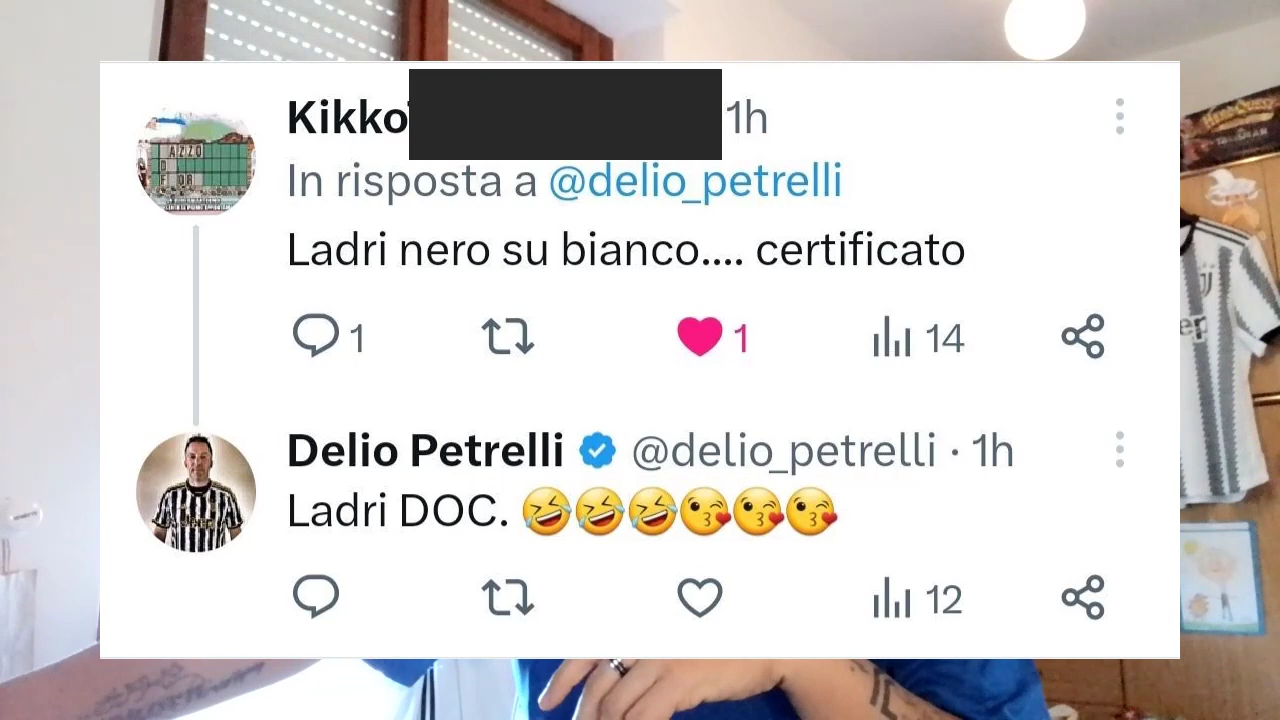 Kikko
1h
In risposta a @delio_petrelli
Ladri nero su bianco.... certificato
1 1 14
Delio Petrelli @delio_petrelli · 1h
Ladri DOC. 🤣🤣🤣😘😘😘
12